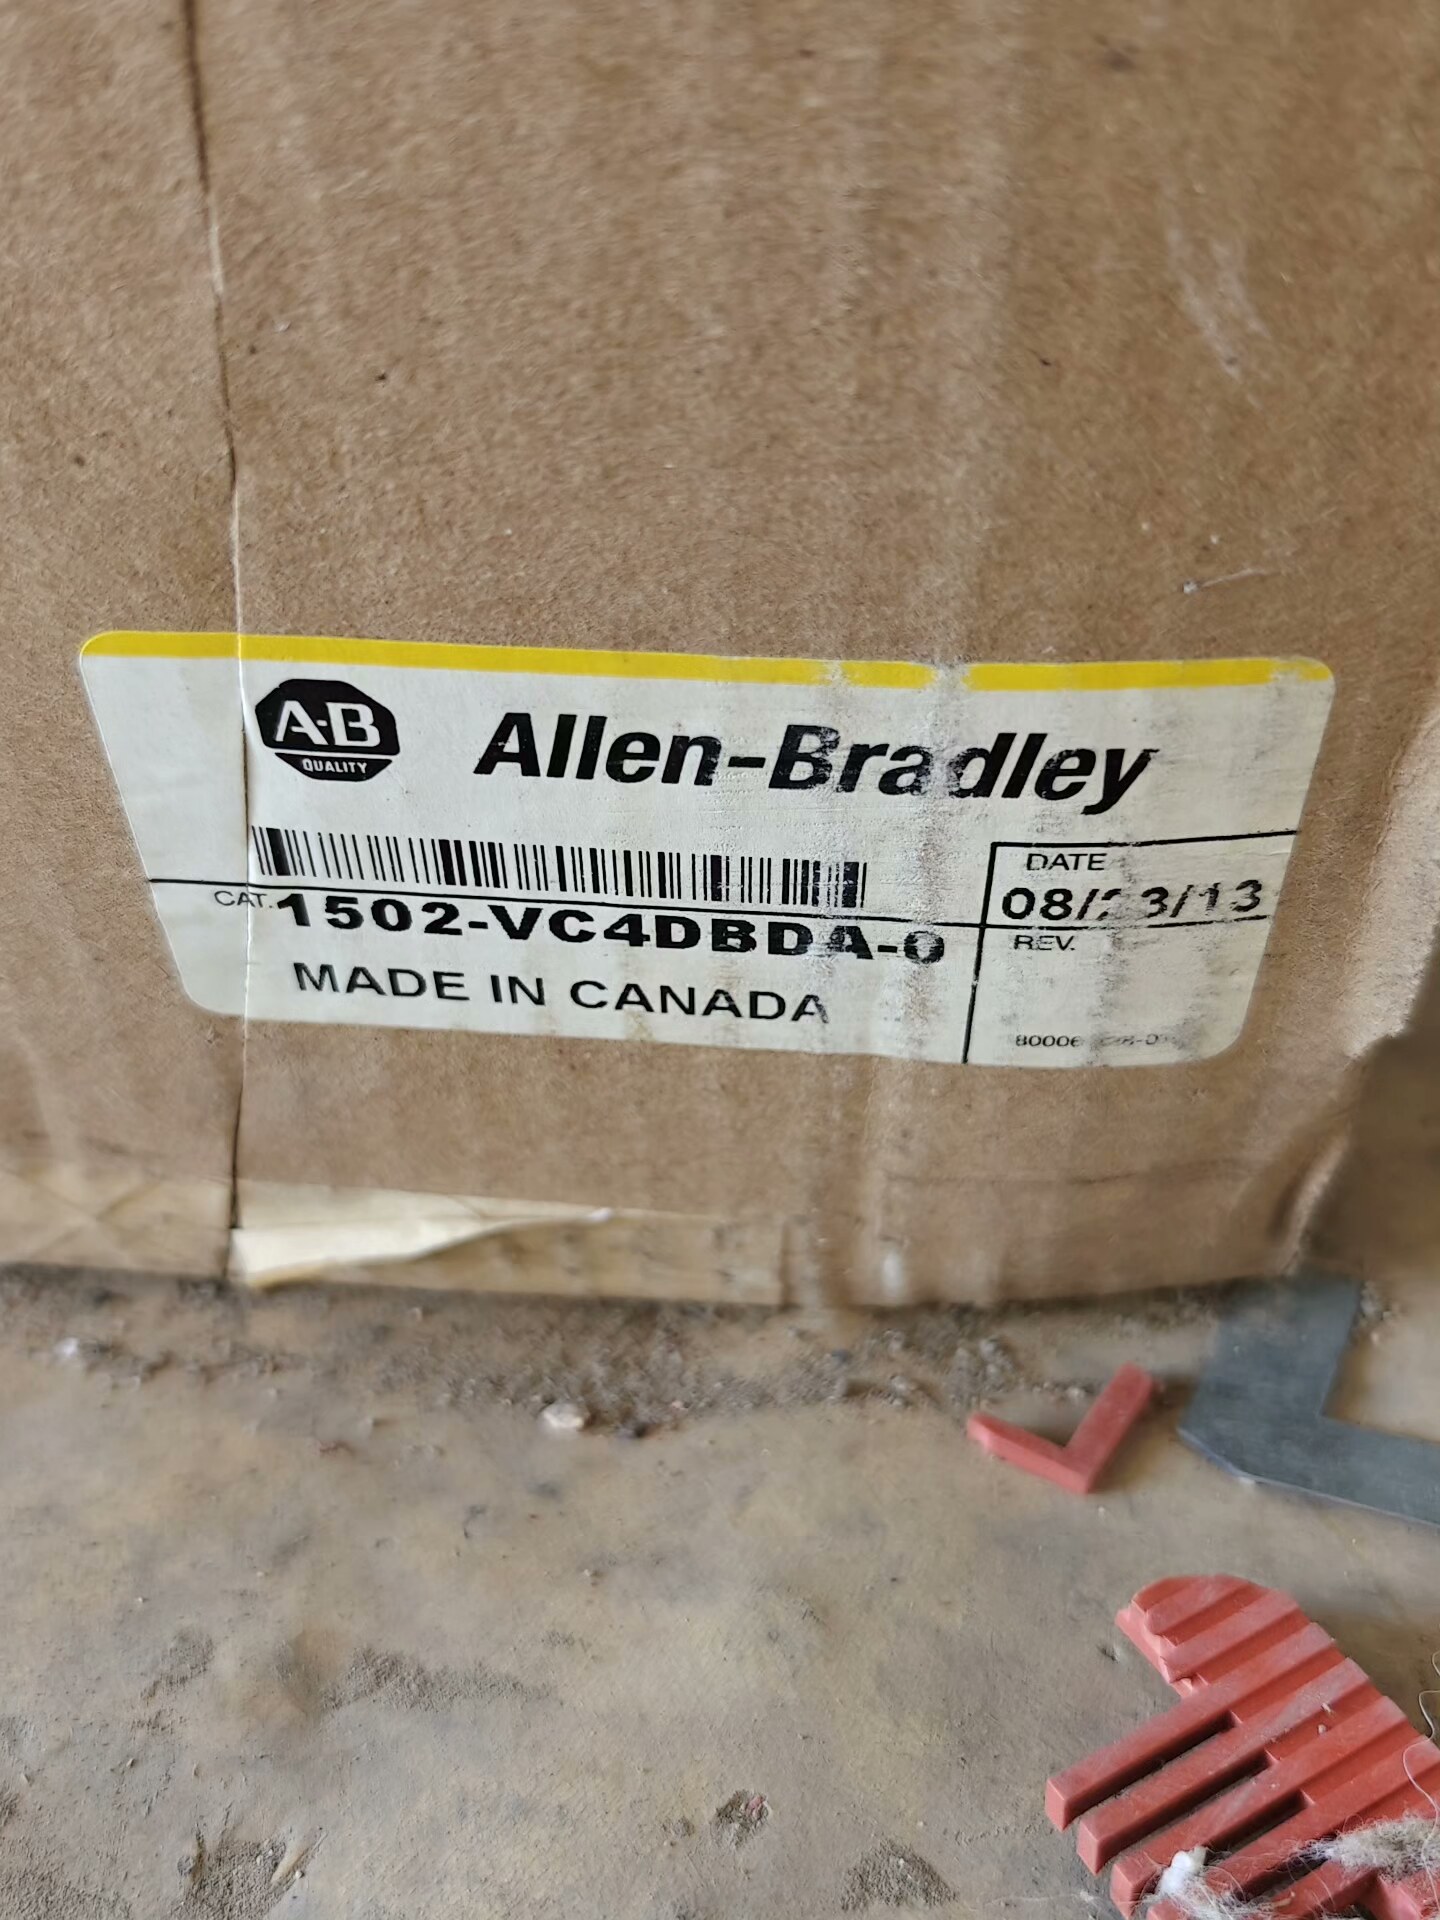 A-B
QUALITY
Allen-Bradley
DATE
CAT. 1502-VC4DBDA-0
REV.
MADE IN CANADA